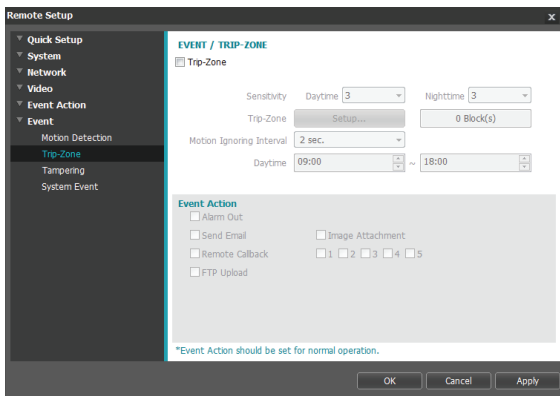 Remote Setup x
Quick Setup
System
Network
Video
Event Action
Event
Motion Detection
Trip-Zone
Tampering
System Event
EVENT / TRIP-ZONE
Trip-Zone
Sensitivity Daytime 3 Nighttime 3
Trip-Zone Setup... 0 Block(s)
Motion Ignoring Interval 2 sec.
Daytime 09:00 ~ 18:00
Event Action
Alarm Out
Send Email Image Attachment
Remote Callback 1 2 3 4 5
FTP Upload
*Event Action should be set for normal operation.
OK Cancel Apply